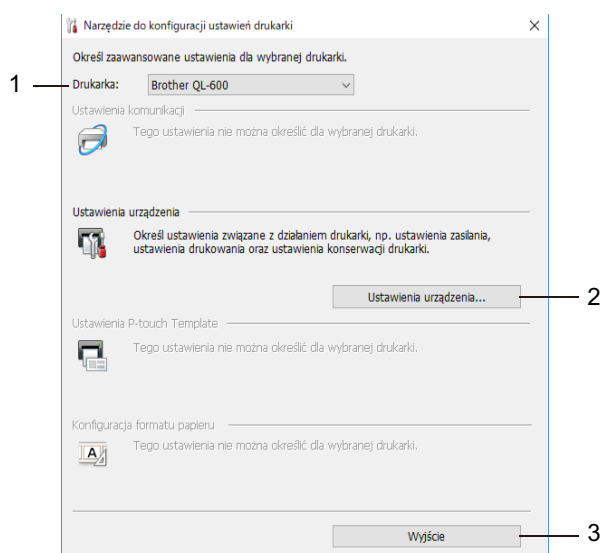 Narzędzie do konfiguracji ustawień drukarki
Określ zaawansowane ustawienia dla wybranej drukarki.
1
Drukarka: Brother QL-600
Ustawienia komunikacji
Tego ustawienia nie można określić dla wybranej drukarki.
Ustawienia urządzenia
Określ ustawienia związane z działaniem drukarki, np. ustawienia zasilania,
ustawienia drukowania oraz ustawienia konserwacji drukarki.
Ustawienia urządzenia... 2
Ustawienia P-touch Template
Tego ustawienia nie można określić dla wybranej drukarki.
Konfiguracja formatu papieru
A
Tego ustawienia nie można określić dla wybranej drukarki.
Wyjście 3